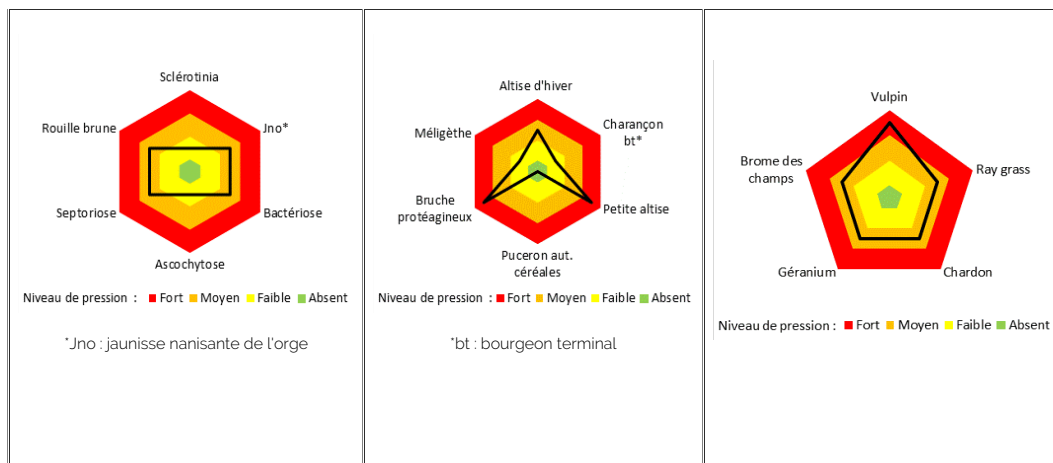 Sclérotinia
Rouille brune
Jno*
Septoriose
Bactériose
Ascochytose
Niveau de pression : Fort Moyen Faible Absent
*Jno : jaunisse nanisante de l'orge
Altise d'hiver
Méligèthe
Charançon
bt*
Bruche
protéagineux
Petite altise
Puceron aut.
céréales
Niveau de pression : Fort Moyen Faible Absent
*bt : bourgeon terminal
Vulpin
Brome des
champs
Ray grass
Géranium
Chardon
Niveau de pression : Fort Moyen Faible Absent